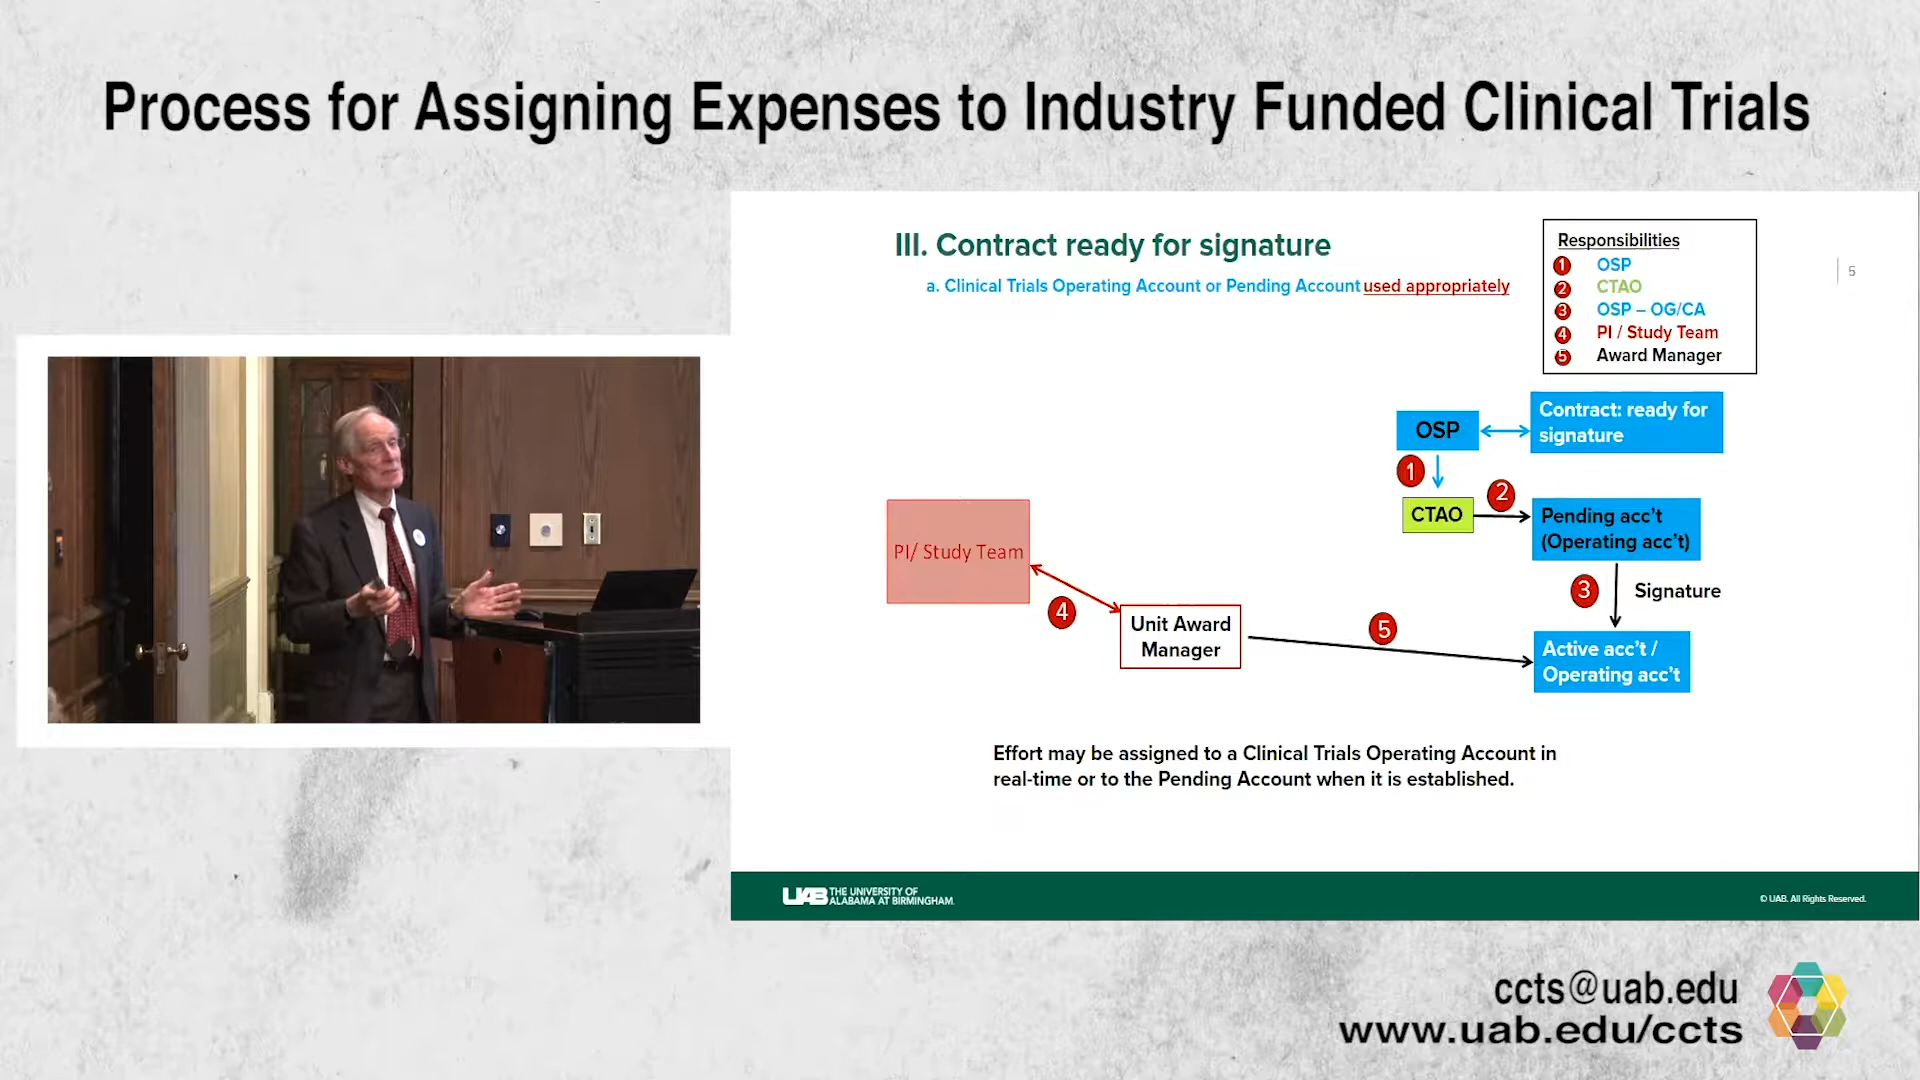 Process for Assigning Expenses to Industry Funded Clinical Trials
III. Contract ready for signature
a. Clinical Trials Operating Account or Pending Account used appropriately
5
Responsibilities
1 OSP
2 CTAO
3 OSP – OG/CA
4 PI / Study Team
5 Award Manager
OSP
Contract: ready for
signature
1
2
CTAO
Pending acc't
(Operating acc't)
PI/ Study Team
3
Signature
4
Unit Award
Manager
5
Active acc't /
Operating acc't
Effort may be assigned to a Clinical Trials Operating Account in
real-time or to the Pending Account when it is established.
UAB THE UNIVERSITY OF
ALABAMA AT BIRMINGHAM.
© UAB. All Rights Reserved.
ccts@uab.edu
www.uab.edu/ccts